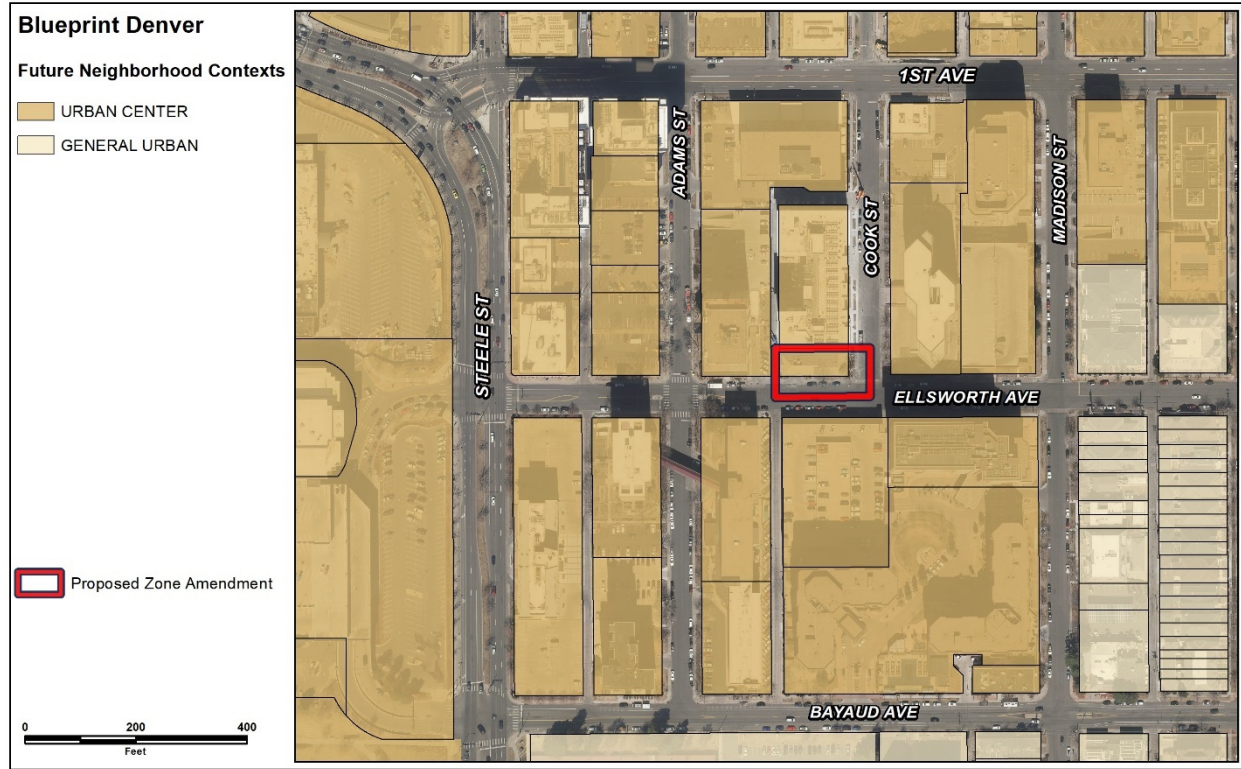 Blueprint Denver
Future Neighborhood Contexts
URBAN CENTER
GENERAL URBAN
Proposed Zone Amendment
0 200 400
Feet
1ST AVE
ADAMS ST
COOK ST
MADISON ST
STEELE ST
ELLSWORTH AVE
BAYAUD AVE